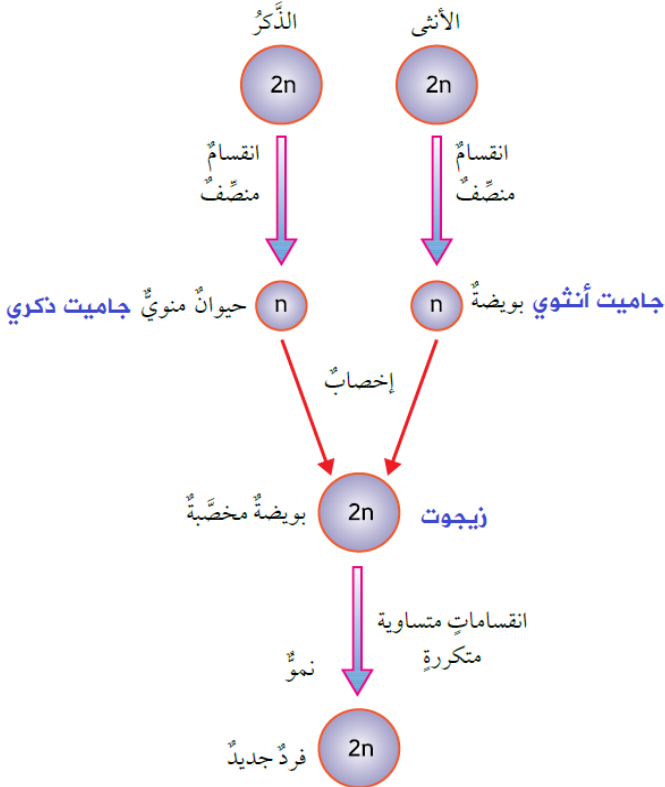 الأنثى
الذَّكرُ
2n
2n
انقسامٌ
منصِّفٌ
انقسامٌ
منصِّفٌ
جاميت أنثوي بويضةٌ
n
n
حيوانٌ منويٌّ جاميت ذكري
إخصابٌ
زيجوت
2n
بويضةٌ مخصَّبةٌ
انقساماتٍ متساوية
متكررةٍ
نموٌّ
2n
فردٌ جديدٌ